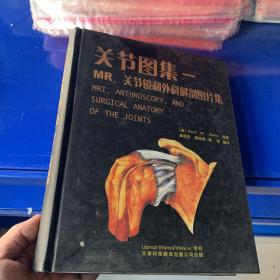 关节图集一
MR、关节镜和外科解剖图片集
MRI, ARTHROSCOPY, AND
SURGICAL ANATOMY
OF THE JOINTS
Lippincott Williams & Wilkins Inc. 授权
天津科技翻译出版公司出版